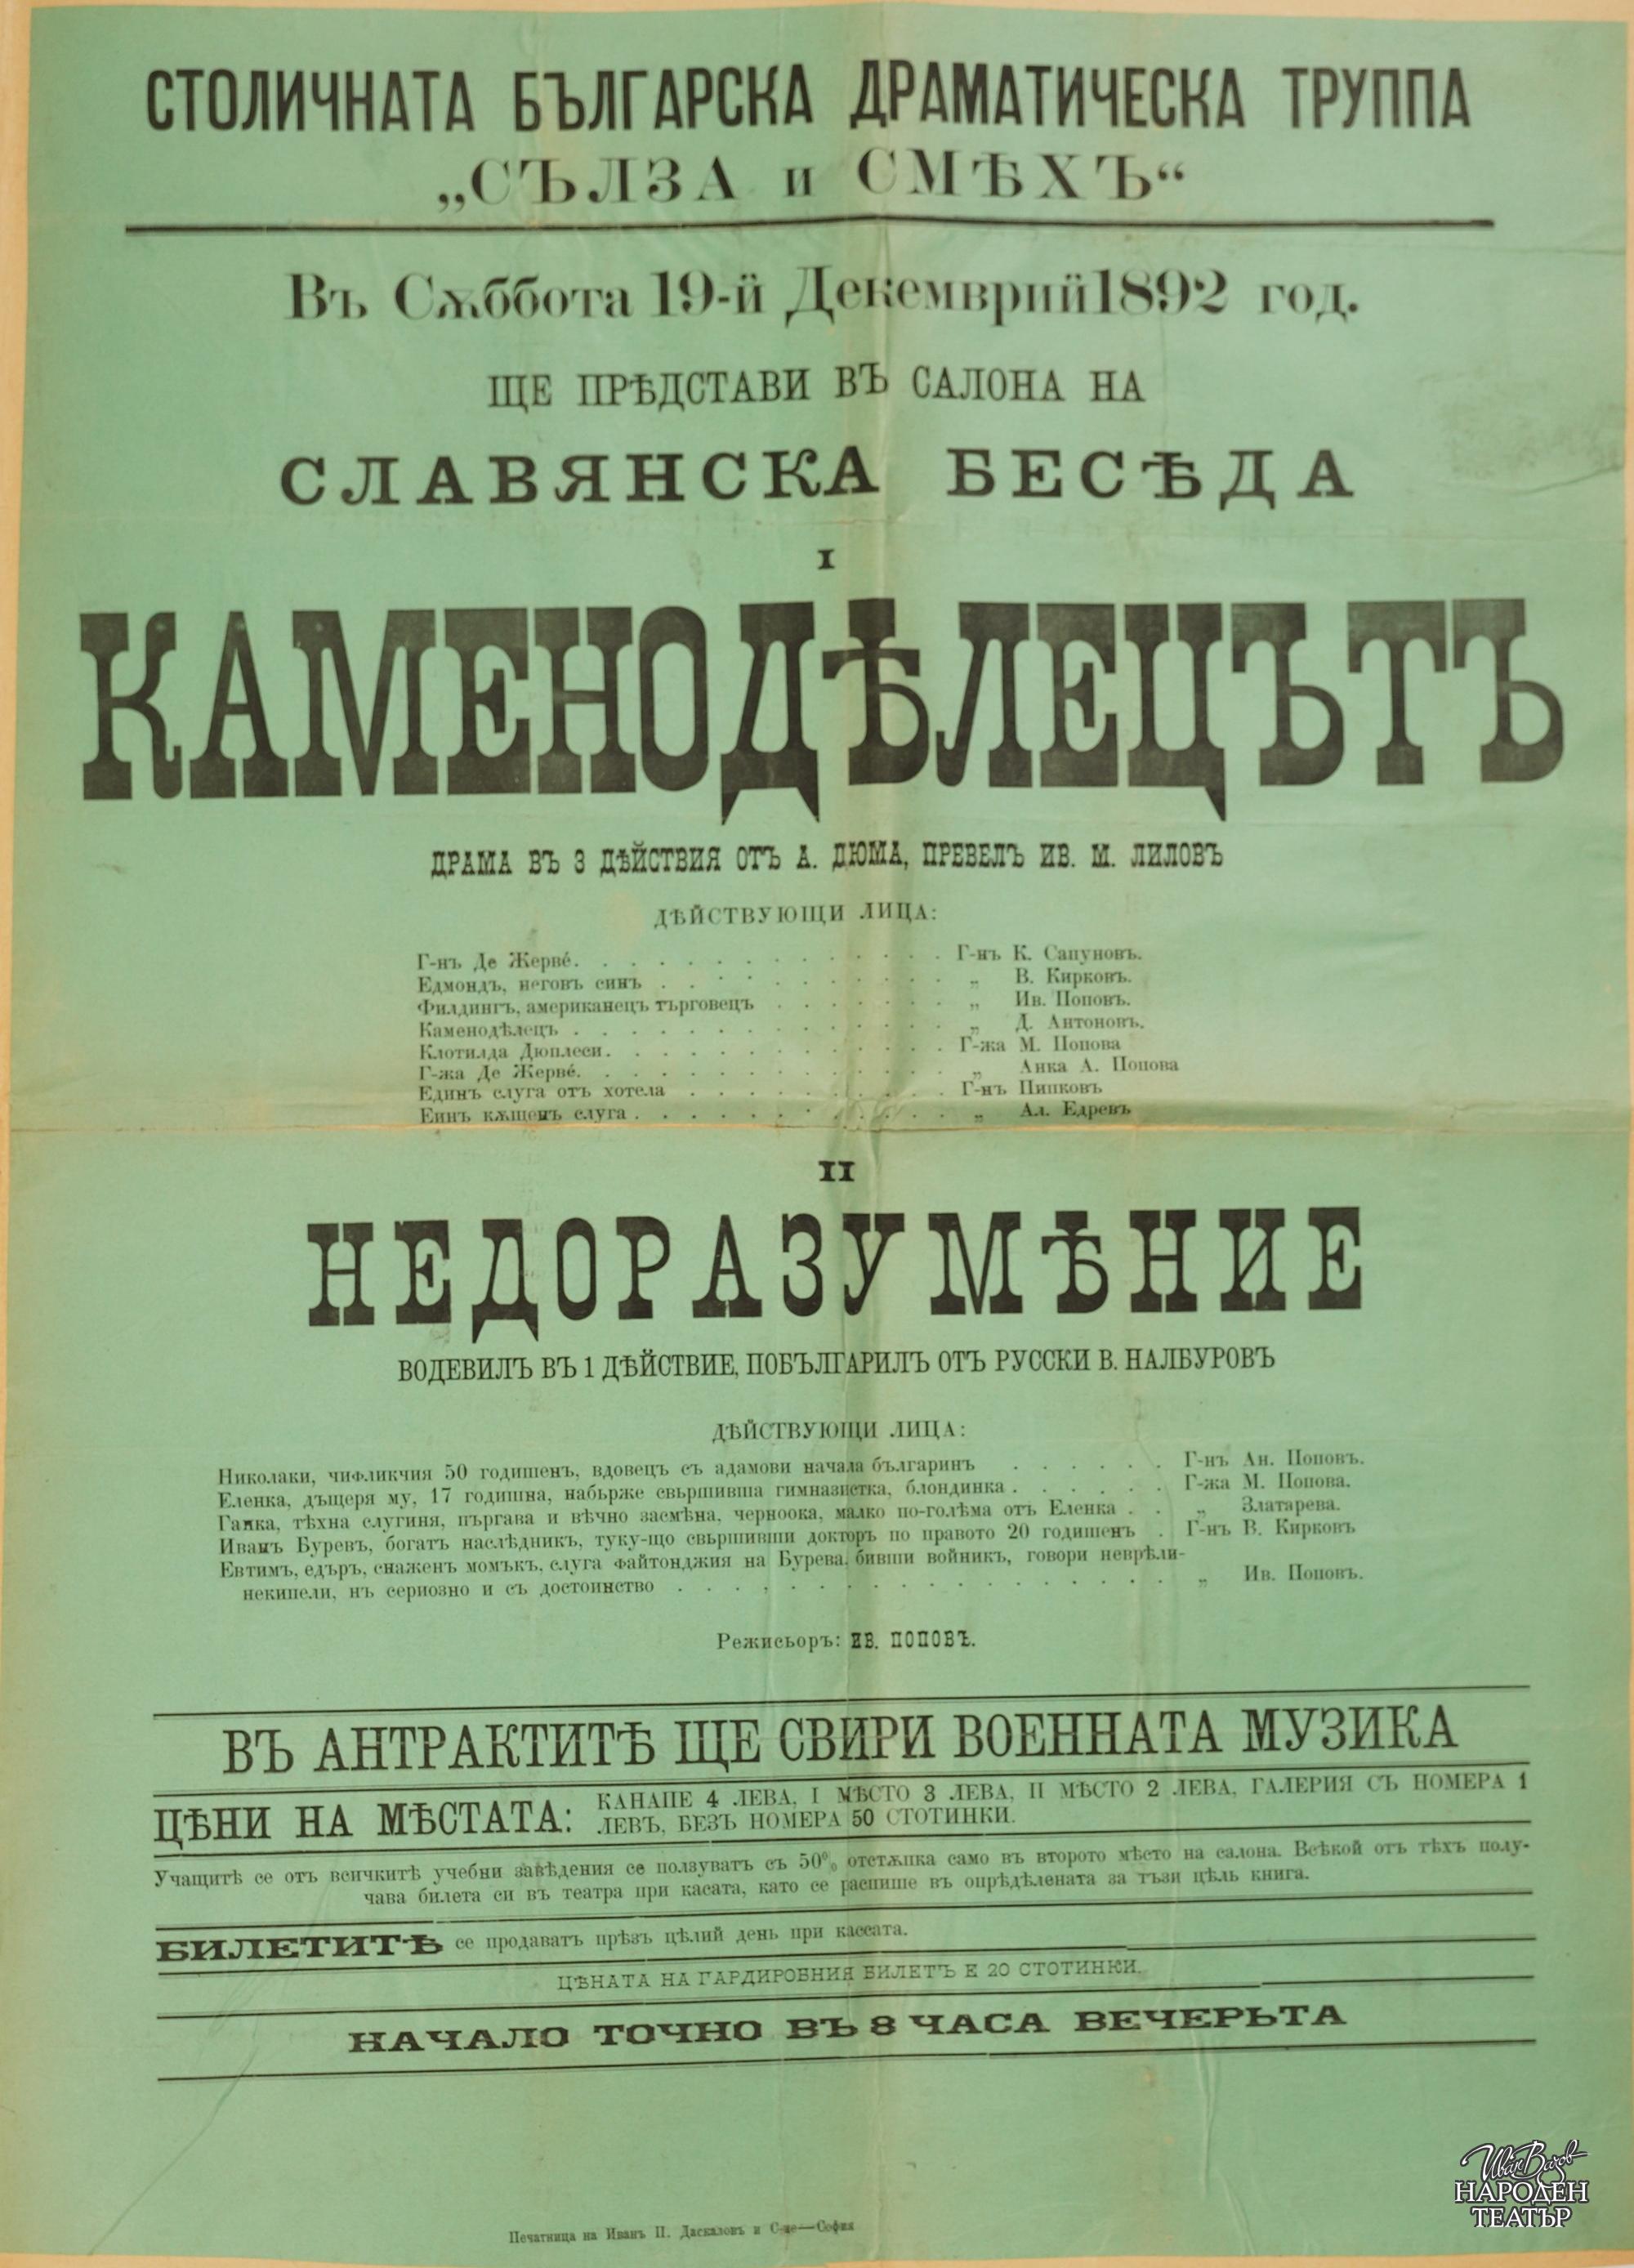 СТОЛИЧНАТА БЪЛГАРСКА ДРАМАТИЧЕСКА ТРУППА
„СЪЛЗА и СМѢХЪ“
Въ Сѫббота 19-й Декемврий 1892 год.
ЩЕ ПРѢДСТАВИ ВЪ САЛОНА НА
СЛАВЯНСКА БЕСѢДА
I
КАМЕНОДѢЛЕЦЪТЪ
ДРАМА ВЪ 3 ДѢЙСТВИЯ ОТЪ А. ДЮМА, ПРЕВЕЛЪ ИВ. М. ЛИЛОВЪ
ДѢЙСТВУЮЩИ ЛИЦА:
Г-нъ Де Жервé. . . . . . . . . . . . . . . Г-нъ К. Сапуновъ.
Едмондъ, неговъ синъ . . . . . . . . . . . . „ В. Кирковъ.
Филдингъ, американецъ търговецъ . . . . . . . „ Ив. Поповъ.
Каменодѣлецъ . . . . . . . . . . . . . . . „ Д. Антоновъ.
Клотилда Дюплеси. . . . . . . . . . . . . . Г-жа М. Попова
Г-жа Де Жервé. . . . . . . . . . . . . . . „ Анка А. Попова
Единъ слуга отъ хотела . . . . . . . . . . . Г-нъ Пипковъ
Еинъ кѫщенъ слуга . . . . . . . . . . . . . „ Ал. Едревъ
II
НЕДОРАЗУМѢНИЕ
ВОДЕВИЛЪ ВЪ 1 ДѢЙСТВИЕ, ПОБЪЛГАРИЛЪ ОТЪ РУССКИ В. НАЛБУРОВЪ
ДѢЙСТВУЮЩИ ЛИЦА:
Николаки, чифликчия 50 годишенъ, вдовецъ съ адамови начала българинъ . . . . . . Г-нъ Ан. Поповъ.
Еленка, дъщеря му, 17 годишна, набърже свършивша гимназистка, блондинка . . . . . . Г-жа М. Попова.
Ганка, тѣхна слугиня, пъргава и вѣчно засмѣна, черноока, малко по-голѣма отъ Еленка . . „ Златарева.
Иванъ Буревъ, богатъ наслѣдникъ, туку-що свършивши докторъ по правото 20 годишенъ . Г-нъ В. Кирковъ
Евтимъ, едъръ, снаженъ момъкъ, слуга файтонджия на Бурева, бивши войникъ, говори неврѣли-
некипели, нъ сериозно и съ достоинство . . . . . . . . . . . . . . . . . . „ Ив. Поповъ.
Режисьоръ: ИВ. ПОПОВЪ.
ВЪ АНТРАКТИТѢ ЩЕ СВИРИ ВОЕННАТА МУЗИКА
ЦѢНИ НА МѢСТАТА: КАНАПЕ 4 ЛЕВА, I МѢСТО 3 ЛЕВА, II МѢСТО 2 ЛЕВА, ГАЛЕРИЯ СЪ НОМЕРА 1
ЛЕВЪ, БЕЗЪ НОМЕРА 50 СТОТИНКИ.
Учащитѣ се отъ всичкитѣ учебни завѣдения се ползуватъ съ 50% отстѫпка само въ второто мѣсто на салона. Всѣкой отъ тѣхъ полу-
чава билета си въ театра при касата, като се распише въ опрѣдѣлената за тъзи цѣль книга.
БИЛЕТИТѢ се продаватъ прѣзъ цѣлий день при кассата.
ЦѢНАТА НА ГАРДИРОБНИЯ БИЛЕТЪ Е 20 СТОТИНКИ.
НАЧАЛО ТОЧНО ВЪ 8 ЧАСА ВЕЧЕРЬТА
Печатница на Иванъ П. Даскаловъ и С-ие—София
Иван Вазов
НАРОДЕН
ТЕАТЪР